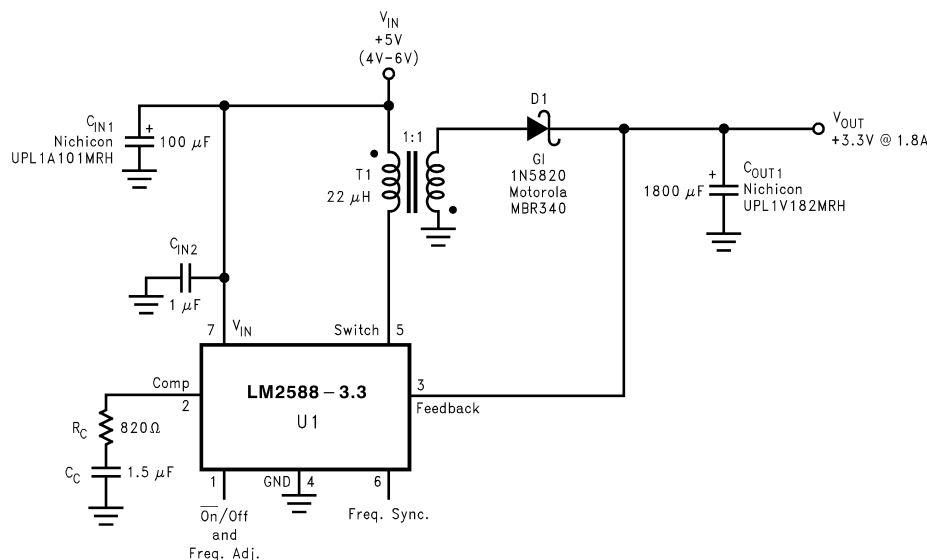 V_IN
+5V
(4V-6V)
C_IN1
Nichicon
UPL1A101MRH
+
100 μF
T1
22 μH
1:1
D1
GI
1N5820
Motorola
MBR340
V_OUT
+3.3V @ 1.8A
+
1800 μF
C_OUT1
Nichicon
UPL1V182MRH
C_IN2
1 μF
7
V_IN
Switch
5
Comp
2
LM2588-3.3
U1
3
Feedback
R_C
820Ω
C_C
1.5 μF
1
GND
4
6
On/Off
and
Freq. Adj.
Freq. Sync.